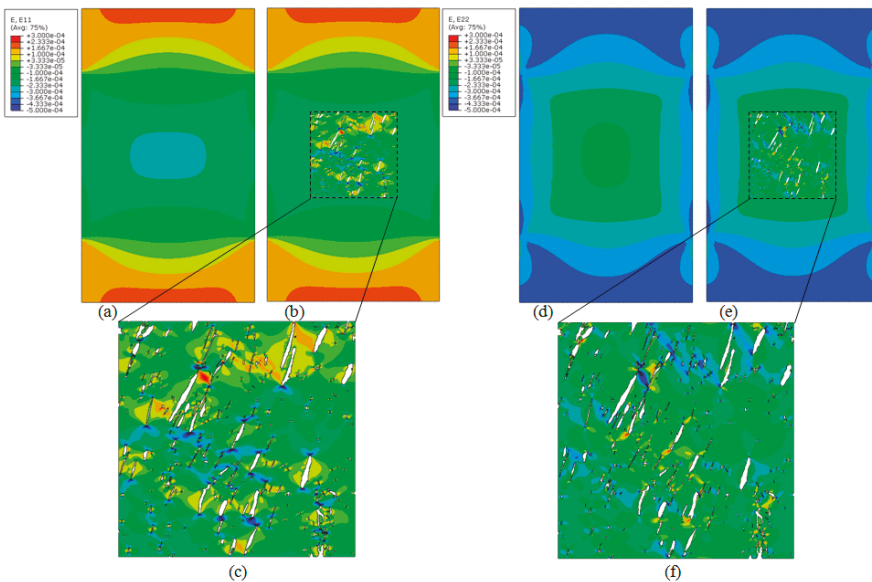 E, E11
(Avg: 75%)
+3.000e-04
+2.333e-04
+1.667e-04
+1.000e-04
+3.333e-05
-3.333e-05
-1.000e-04
-1.667e-04
-2.333e-04
-3.000e-04
-3.667e-04
-4.333e-04
-5.000e-04
E, E22
(Avg: 75%)
+3.000e-04
+2.333e-04
+1.667e-04
+1.000e-04
+3.333e-05
-3.333e-05
-1.000e-04
-1.667e-04
-2.333e-04
-3.000e-04
-3.667e-04
-4.333e-04
-5.000e-04
(a)
(b)
(d)
(e)
(c)
(f)